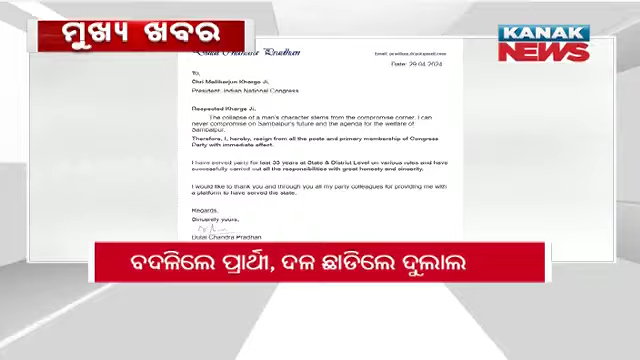 ମୁଖ୍ୟ ଖବର
KANAK
NEWS
Dulal Chandra Pradhan
Date: 29.04.2024
To,
Shri Mallikarjun Kharge Ji,
President, Indian National Congress
Respected Kharge Ji,
The collapse of a man's character stems from the compromise corner. I can
never compromise on Sambalpur's future and the agenda for the welfare of
Sambalpur.
Therefore, I, hereby, resign from all the posts and primary membership of Congress
Party with immediate effect.
I have served party for last 35 years at State & District Level on various roles and have
successfully carried out all the responsibilities with great honesty and sincerity.
I would like to thank you and through you all my party colleagues for providing me with
a platform to have served the state.
Regards,
Sincerely yours,
Dulal Chandra Pradhan
ବଦଳିଲେ ପ୍ରାର୍ଥୀ, ଦଳ ଛାଡିଲେ ଦୁଲାଲ